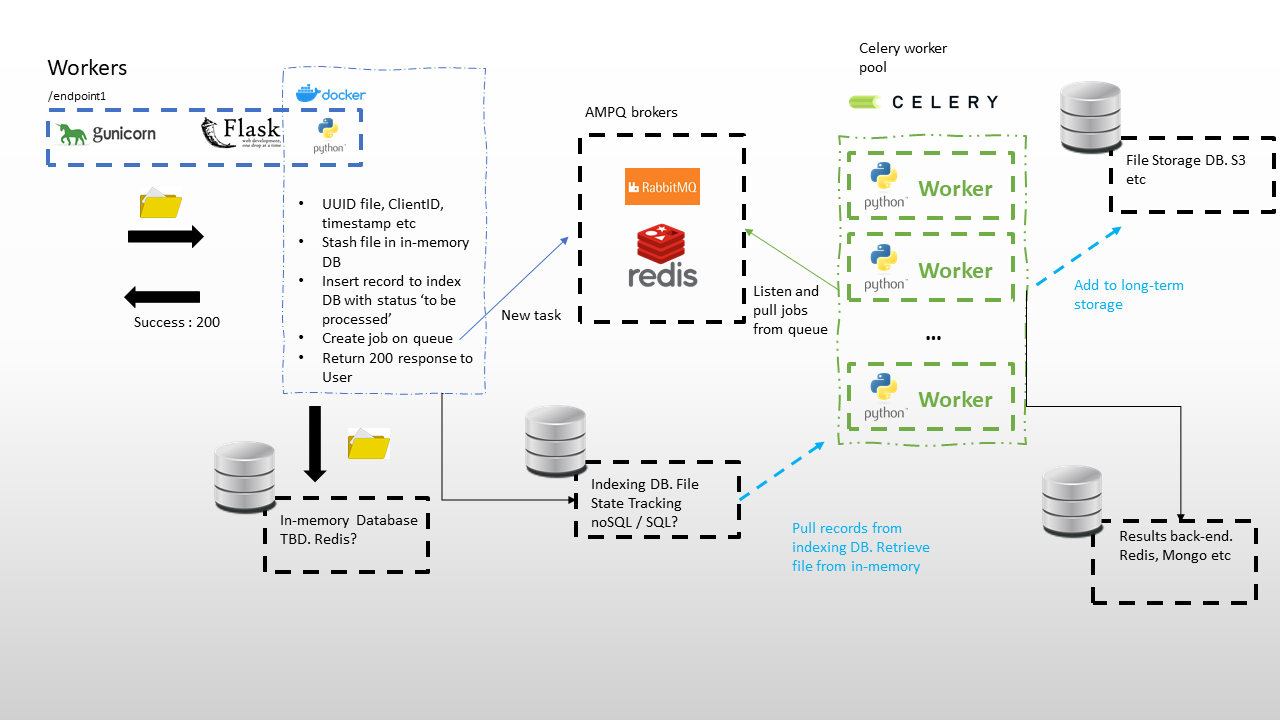 Workers
/endpoint1
gunicorn
Flask
web development,
one drop at a time
docker
python
• UUID file, ClientID,
timestamp etc
• Stash file in in-memory
DB
• Insert record to index
DB with status ‘to be
processed’
• Create job on queue
• Return 200 response to
User
Success : 200
New task
AMPQ brokers
RabbitMQ
redis
Listen and
pull jobs
from queue
Celery worker
pool
CELERY
python
Worker
python
Worker
...
python
Worker
File Storage DB. S3
etc
Add to long-term
storage
In-memory Database
TBD. Redis?
Indexing DB. File
State Tracking
noSQL / SQL?
Pull records from
indexing DB. Retrieve
file from in-memory
Results back-end.
Redis, Mongo etc